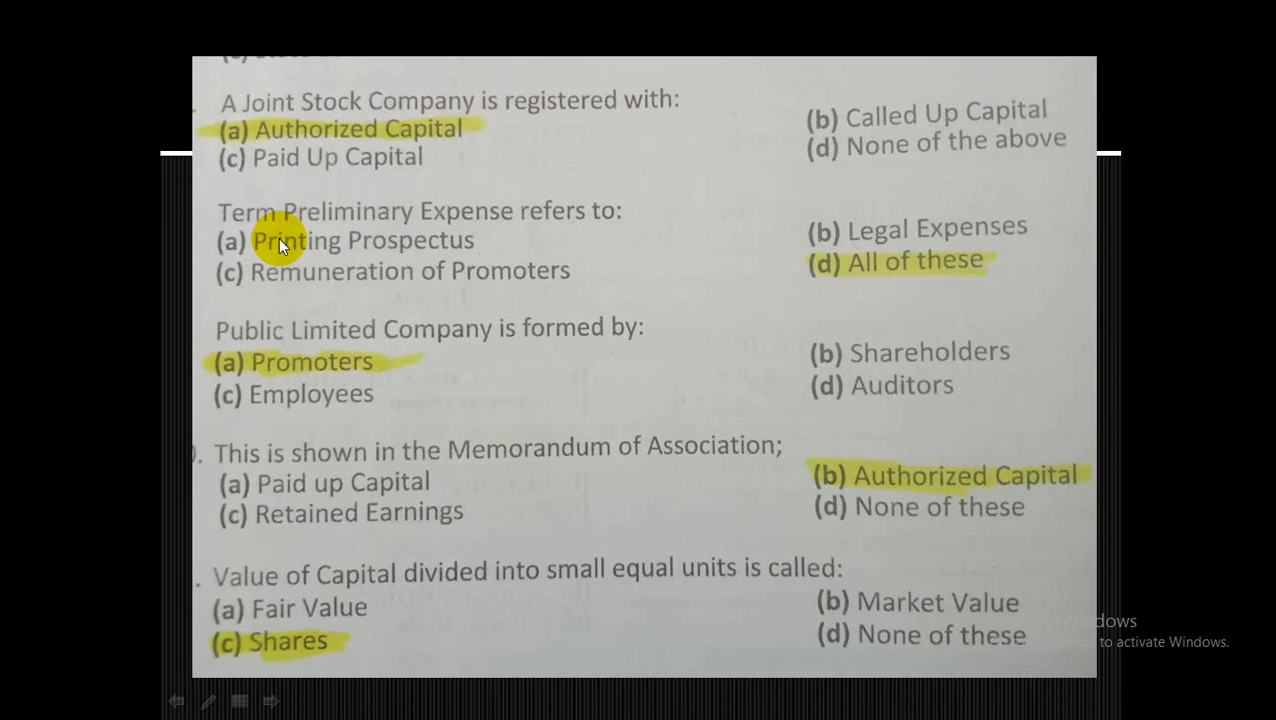 A Joint Stock Company is registered with:
(a) Authorized Capital (b) Called Up Capital
(c) Paid Up Capital (d) None of the above
Term Preliminary Expense refers to:
(a) Printing Prospectus (b) Legal Expenses
(c) Remuneration of Promoters (d) All of these
Public Limited Company is formed by:
(a) Promoters (b) Shareholders
(c) Employees (d) Auditors
. This is shown in the Memorandum of Association;
(a) Paid up Capital (b) Authorized Capital
(c) Retained Earnings (d) None of these
. Value of Capital divided into small equal units is called:
(a) Fair Value (b) Market Value
(c) Shares (d) None of these
Windows
to activate Windows.